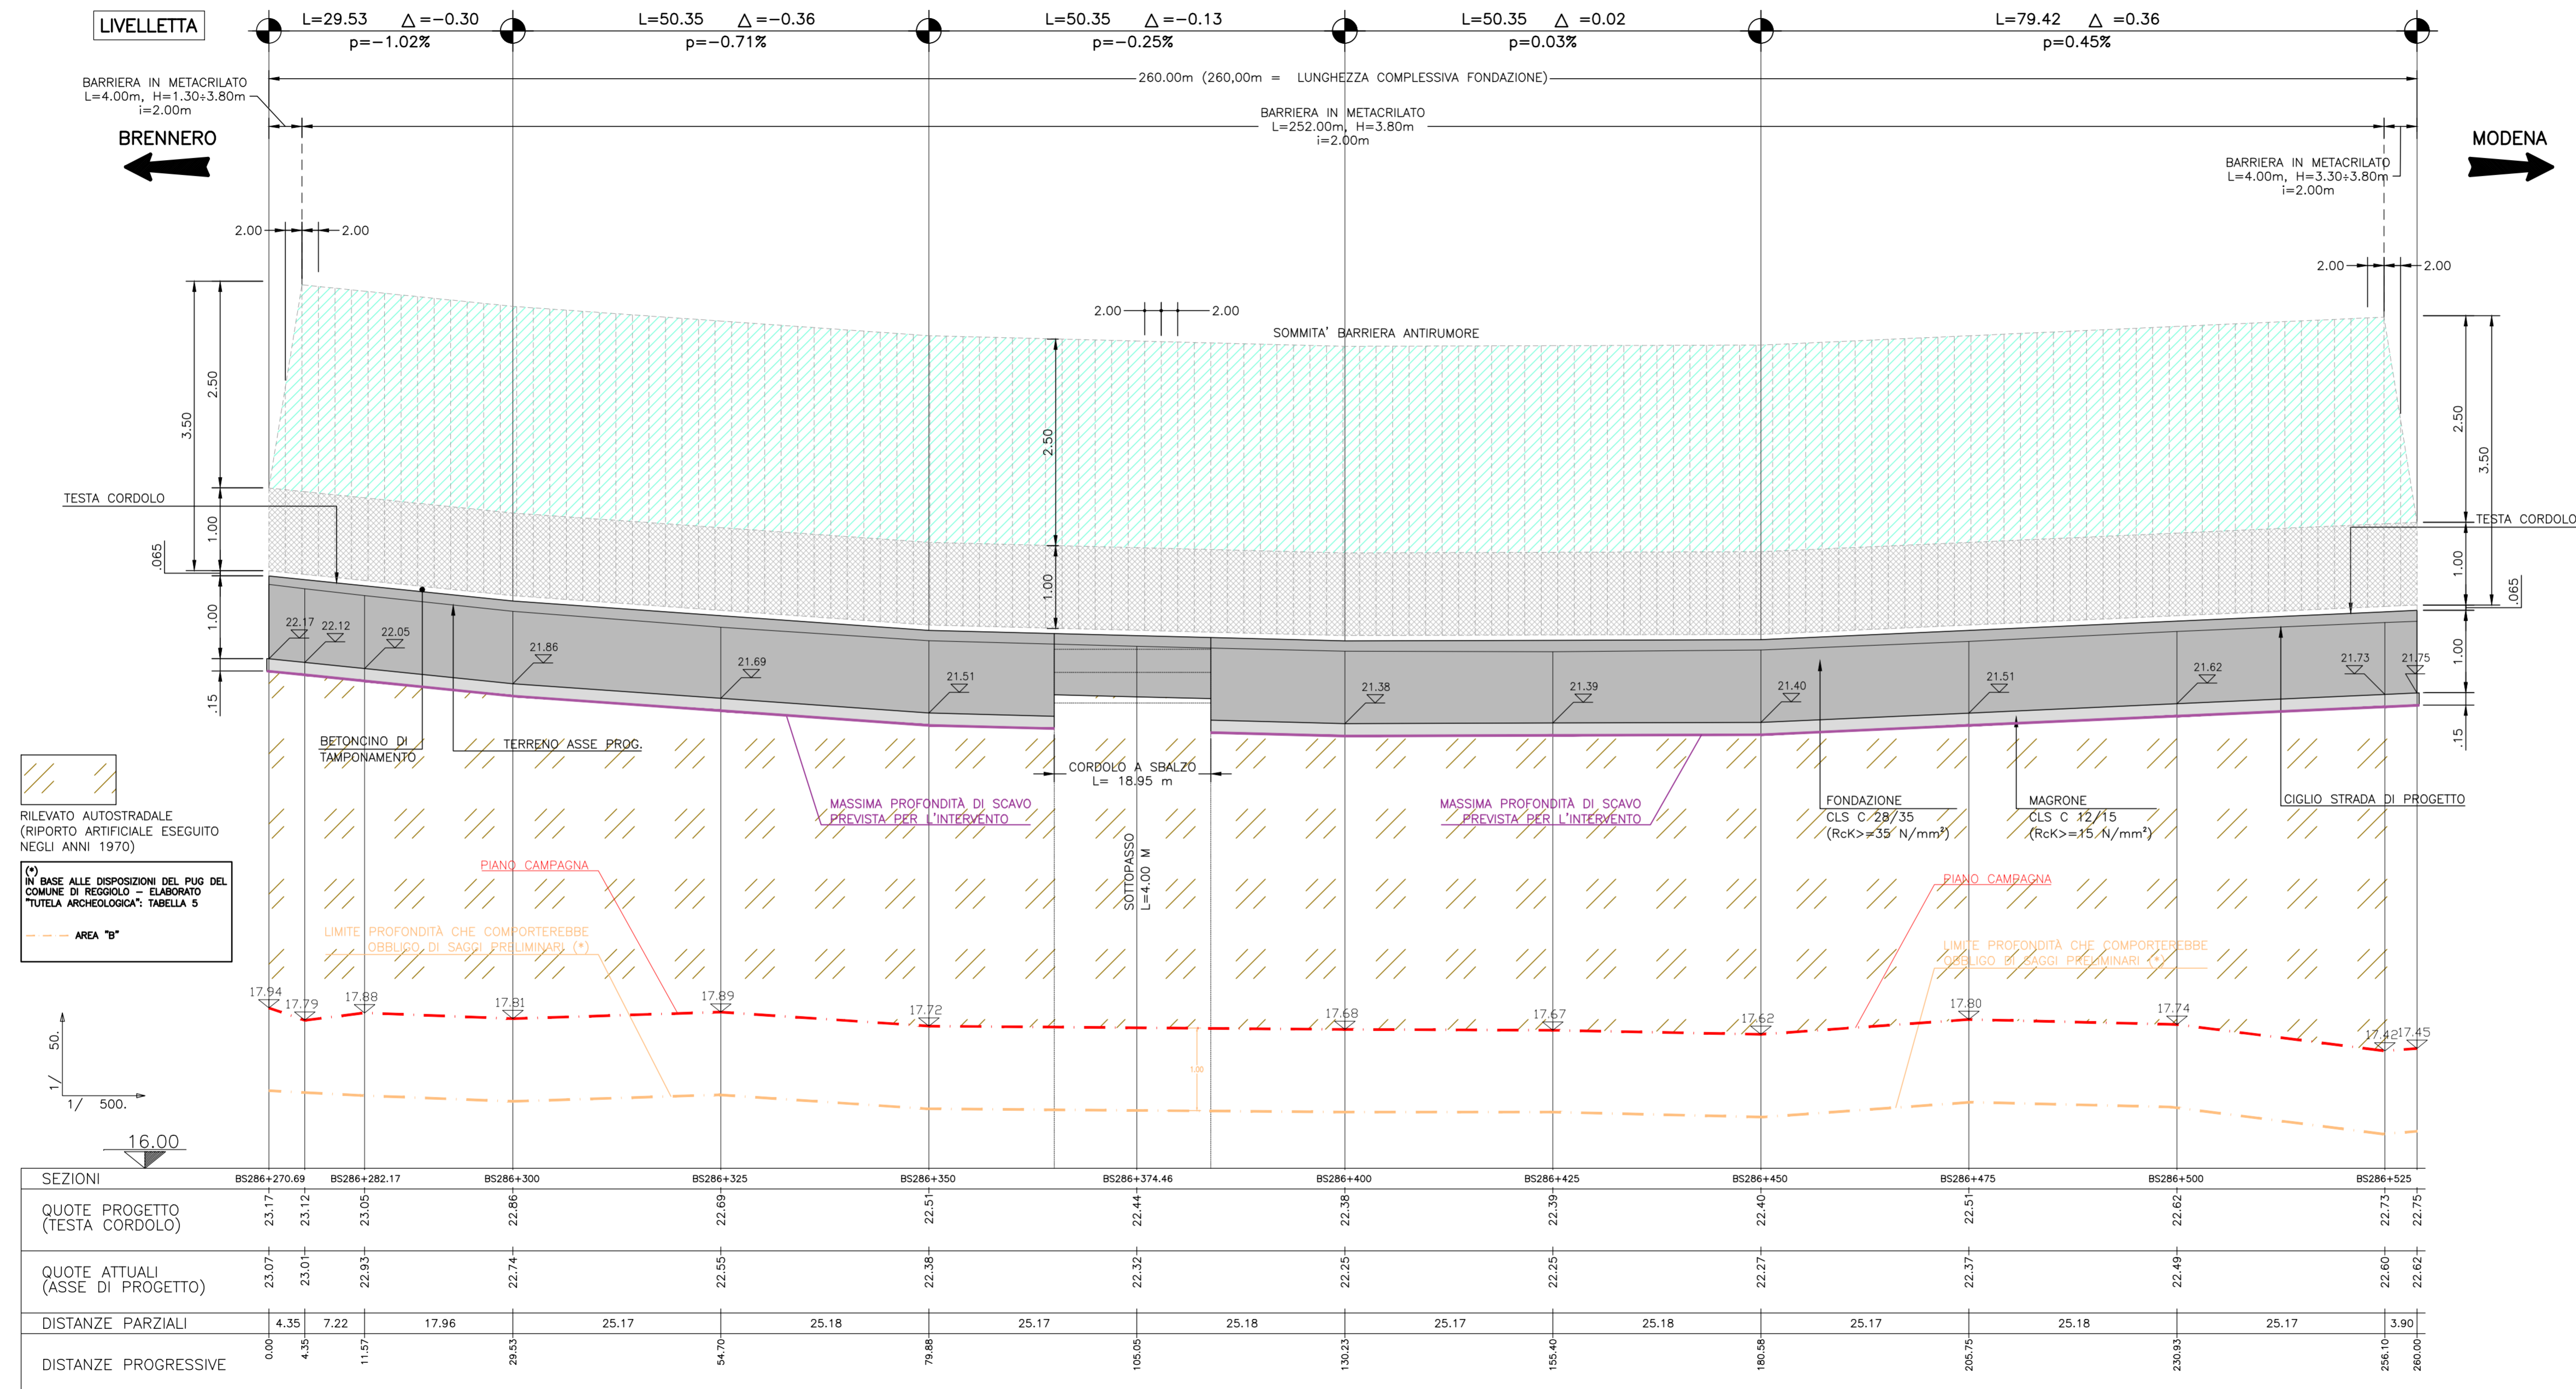 LIVELLETTA
L=29.53 △=−0.30
p=−1.02%
L=50.35 △=−0.36
p=−0.71%
L=50.35 △=−0.13
p=−0.25%
L=50.35 △ =0.02
p=0.03%
L=79.42 △ =0.36
p=0.45%
260.00m (260,00m = LUNGHEZZA COMPLESSIVA FONDAZIONE)
BARRIERA IN METACRILATO
L=4.00m, H=1.30÷3.80m
i=2.00m
BARRIERA IN METACRILATO
L=252.00m, H=3.80m
i=2.00m
BRENNERO
MODENA
BARRIERA IN METACRILATO
L=4.00m, H=3.30÷3.80m
i=2.00m
2.00 2.00
2.00 2.00
2.00 2.00
SOMMITA' BARRIERA ANTIRUMORE
3.50
2.50
1.00
.065
1.00
.15
2.50
1.00
2.50
3.50
1.00
.065
1.00
.15
TESTA CORDOLO
TESTA CORDOLO
22.17
22.12
22.05
21.86
21.69
21.51
21.38
21.39
21.40
21.51
21.62
21.73
21.75
BETONCINO DI
TAMPONAMENTO
TERRENO ASSE PROG.
CORDOLO A SBALZO
L= 18.95 m
MASSIMA PROFONDITÀ DI SCAVO
PREVISTA PER L'INTERVENTO
MASSIMA PROFONDITÀ DI SCAVO
PREVISTA PER L'INTERVENTO
FONDAZIONE
CLS C 28/35
(RcK>=35 N/mm²)
MAGRONE
CLS C 12/15
(RcK>=15 N/mm²)
CIGLIO STRADA DI PROGETTO
RILEVATO AUTOSTRADALE
(RIPORTO ARTIFICIALE ESEGUITO
NEGLI ANNI 1970)
(*)
IN BASE ALLE DISPOSIZIONI DEL PUG DEL
COMUNE DI REGGIOLO − ELABORATO
"TUTELA ARCHEOLOGICA": TABELLA 5
AREA "B"
PIANO CAMPAGNA
PIANO CAMPAGNA
SOTTOPASSO
L=4.00 M
LIMITE PROFONDITÀ CHE COMPORTEREBBE
OBBLIGO DI SAGGI PRELIMINARI (*)
LIMITE PROFONDITÀ CHE COMPORTEREBBE
OBBLIGO DI SAGGI PRELIMINARI (*)
17.94
17.79
17.88
17.81
17.89
17.72
17.68
17.67
17.62
17.80
17.74
17.42
17.45
1.00
1/ 50.
1/ 500.
16.00
SEZIONI BS286+270.69 BS286+282.17 BS286+300 BS286+325 BS286+350 BS286+374.46 BS286+400 BS286+425 BS286+450 BS286+475 BS286+500 BS286+525
QUOTE PROGETTO
(TESTA CORDOLO)
23.17 23.12 23.05 22.86 22.69 22.51 22.44 22.38 22.39 22.40 22.51 22.62 22.73 22.75
QUOTE ATTUALI
(ASSE DI PROGETTO)
23.07 23.01 22.93 22.74 22.55 22.38 22.32 22.25 22.25 22.27 22.37 22.49 22.60 22.62
DISTANZE PARZIALI 4.35 7.22 17.96 25.17 25.18 25.17 25.18 25.17 25.18 25.17 25.18 25.17 3.90
DISTANZE PROGRESSIVE 0.00 4.35 11.57 29.53 54.70 79.88 105.05 130.23 155.40 180.58 205.75 230.93 256.10 260.00